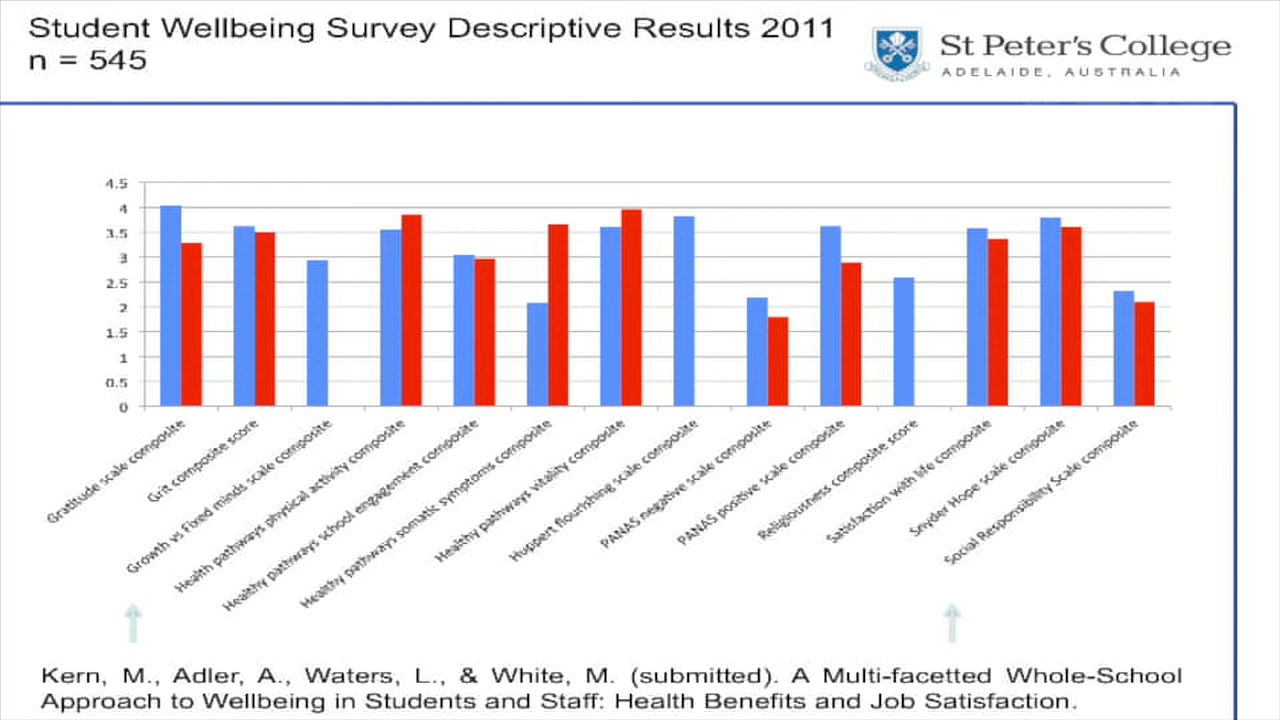 Student Wellbeing Survey Descriptive Results 2011
n = 545
St Peter's College
ADELAIDE, AUSTRALIA
4.5
4
3.5
3
2.5
2
1.5
1
0.5
0
Gratitude scale composite
Grit composite score
Growth vs Fixed minds scale composite
Health pathways physical activity composite
Healthy pathways school engagement composite
Healthy pathways somatic symptoms composite
Healthy pathways vitality composite
Huppert flourishing scale composite
PANAS negative scale composite
PANAS positive scale composite
Religiousness composite score
Satisfaction with life composite
Snyder Hope scale composite
Social Responsibility Scale composite
Kern, M., Adler, A., Waters, L., & White, M. (submitted). A Multi-facetted Whole-School
Approach to Wellbeing in Students and Staff: Health Benefits and Job Satisfaction.